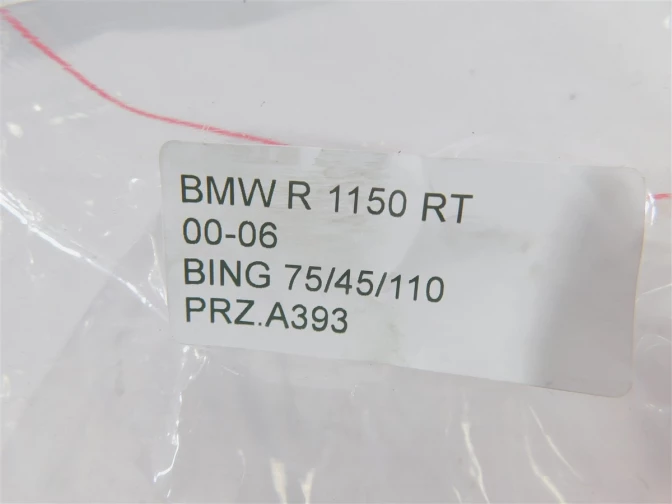 BMW R 1150 RT
00-06
BING 75/45/110
PRZ.A393